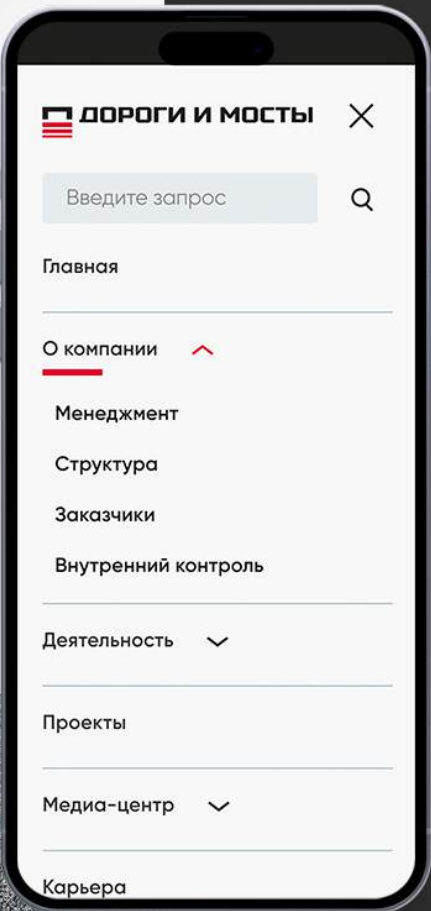 ДОРОГИ И МОСТЫ
Введите запрос
Главная
О компании
Менеджмент
Структура
Заказчики
Внутренний контроль
Деятельность
Проекты
Медиа-центр
Карьера